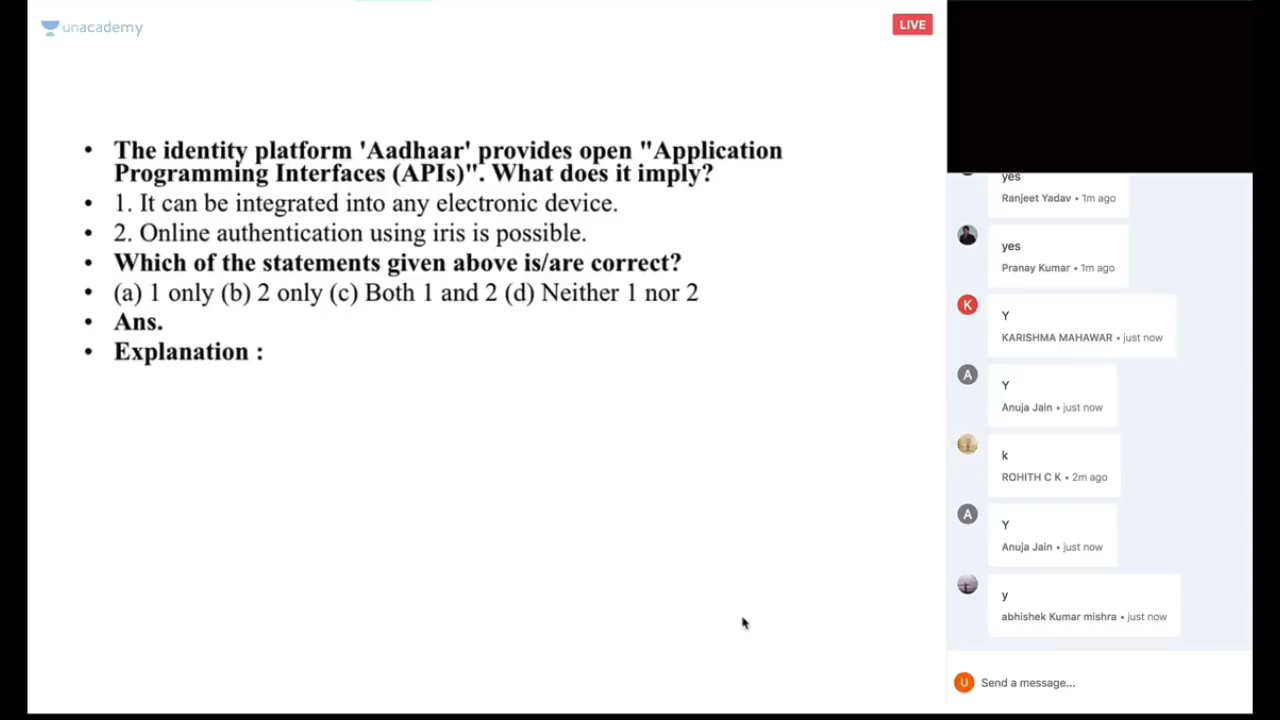 unacademy
LIVE
• The identity platform 'Aadhaar' provides open "Application
Programming Interfaces (APIs)". What does it imply?
• 1. It can be integrated into any electronic device.
• 2. Online authentication using iris is possible.
• Which of the statements given above is/are correct?
• (a) 1 only (b) 2 only (c) Both 1 and 2 (d) Neither 1 nor 2
• Ans.
• Explanation :
yes
Ranjeet Yadav • 1m ago
yes
Pranay Kumar • 1m ago
K
Y
KARISHMA MAHAWAR • just now
A
Y
Anuja Jain • just now
k
ROHITH C K • 2m ago
A
Y
Anuja Jain • just now
y
abhishek Kumar mishra • just now
U
Send a message...